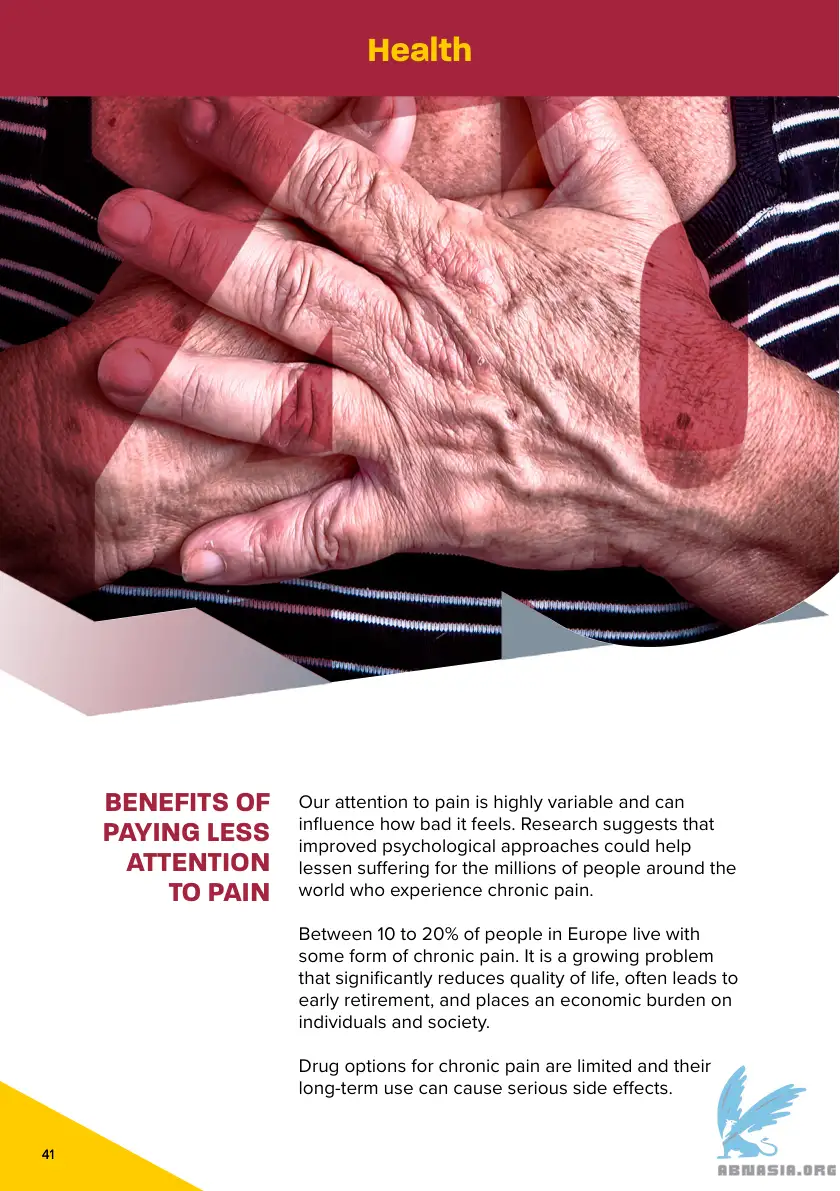 Health
BENEFITS OF
PAYING LESS
ATTENTION
TO PAIN
Our attention to pain is highly variable and can
influence how bad it feels. Research suggests that
improved psychological approaches could help
lessen suffering for the millions of people around the
world who experience chronic pain.
Between 10 to 20% of people in Europe live with
some form of chronic pain. It is a growing problem
that significantly reduces quality of life, often leads to
early retirement, and places an economic burden on
individuals and society.
Drug options for chronic pain are limited and their
long-term use can cause serious side effects.
41
ABNASIA.ORG